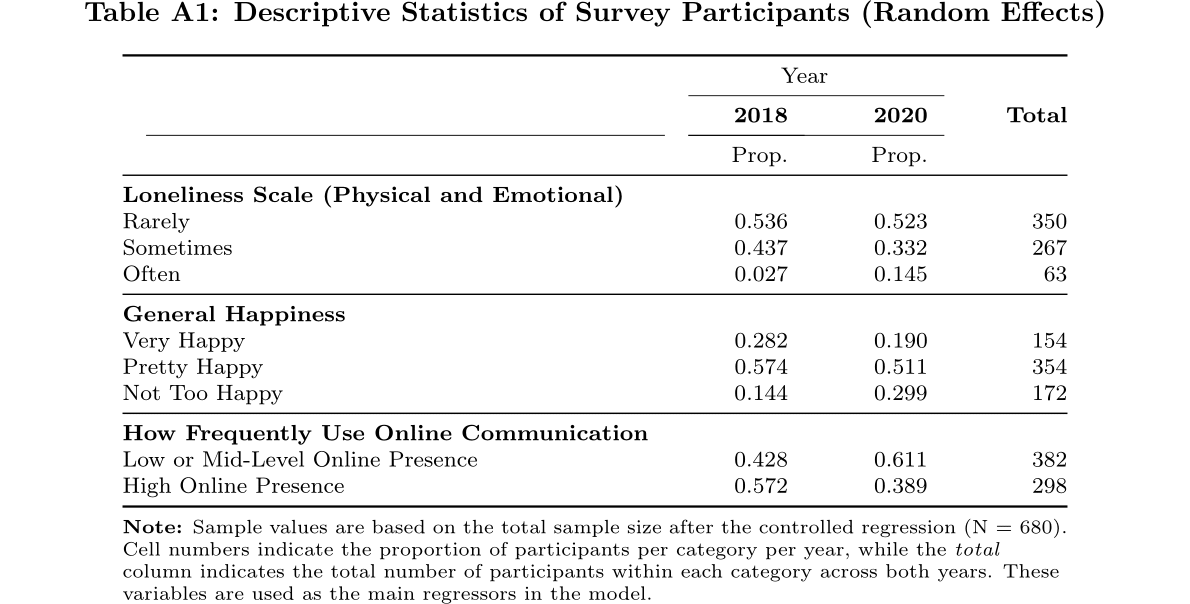 Table A1: Descriptive Statistics of Survey Participants (Random Effects)
Year
2018 2020 Total
Prop. Prop.
Loneliness Scale (Physical and Emotional)
Rarely 0.536 0.523 350
Sometimes 0.437 0.332 267
Often 0.027 0.145 63
General Happiness
Very Happy 0.282 0.190 154
Pretty Happy 0.574 0.511 354
Not Too Happy 0.144 0.299 172
How Frequently Use Online Communication
Low or Mid-Level Online Presence 0.428 0.611 382
High Online Presence 0.572 0.389 298
Note: Sample values are based on the total sample size after the controlled regression (N = 680).
Cell numbers indicate the proportion of participants per category per year, while the total
column indicates the total number of participants within each category across both years. These
variables are used as the main regressors in the model.